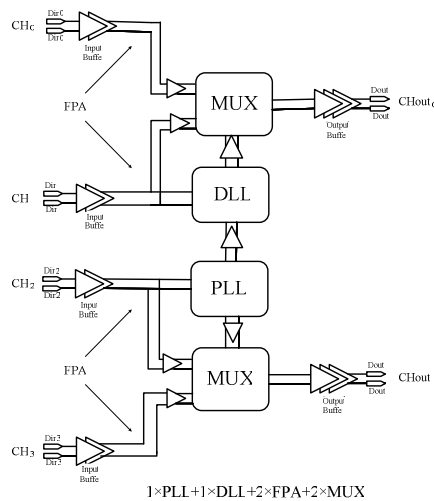 Dir0
CH0
Dir0
Input
Buffe
FPA
MUX
Dout
CHout0
Dout
Output
Buffe
Dir
CH
Dir
Input
Buffe
DLL
Dir2
CH2
Dir2
Input
Buffe
PLL
FPA
MUX
Dout
CHout
Dout
Output
Buffe
Dir3
CH3
Dir3
Input
Buffe
1×PLL+1×DLL+2×FPA+2×MUX